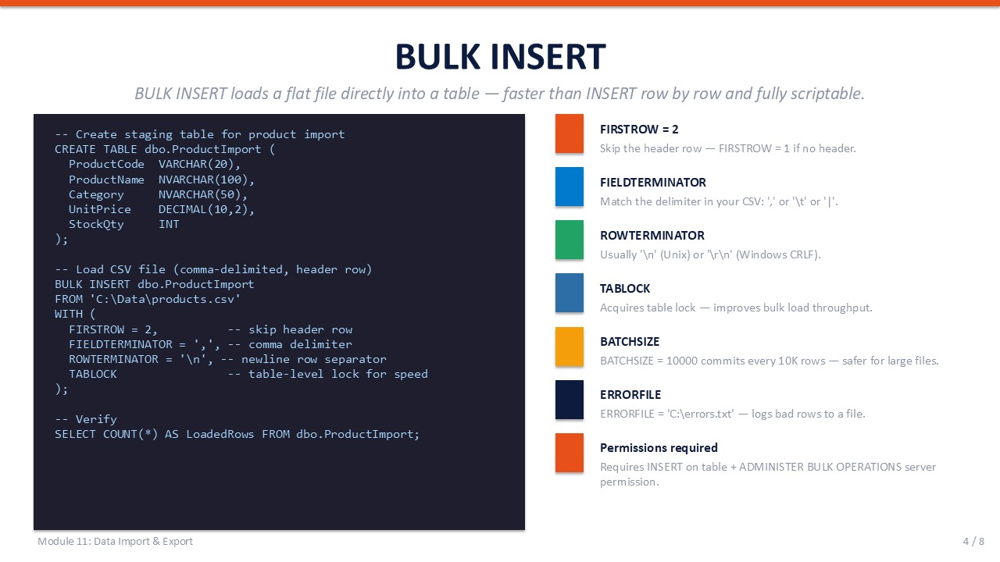 BULK INSERT
BULK INSERT loads a flat file directly into a table — faster than INSERT row by row and fully scriptable.
-- Create staging table for product import
CREATE TABLE dbo.ProductImport (
  ProductCode  VARCHAR(20),
  ProductName  NVARCHAR(100),
  Category     NVARCHAR(50),
  UnitPrice    DECIMAL(10,2),
  StockQty     INT
);

-- Load CSV file (comma-delimited, header row)
BULK INSERT dbo.ProductImport
FROM 'C:\Data\products.csv'
WITH (
  FIRSTROW = 2,          -- skip header row
  FIELDTERMINATOR = ',', -- comma delimiter
  ROWTERMINATOR = '\n', -- newline row separator
  TABLOCK                -- table-level lock for speed
);

-- Verify
SELECT COUNT(*) AS LoadedRows FROM dbo.ProductImport;
FIRSTROW = 2
Skip the header row — FIRSTROW = 1 if no header.
FIELDTERMINATOR
Match the delimiter in your CSV: ',' or '\t' or '|'.
ROWTERMINATOR
Usually '\n' (Unix) or '\r\n' (Windows CRLF).
TABLOCK
Acquires table lock — improves bulk load throughput.
BATCHSIZE
BATCHSIZE = 10000 commits every 10K rows — safer for large files.
ERRORFILE
ERRORFILE = 'C:\errors.txt' — logs bad rows to a file.
Permissions required
Requires INSERT on table + ADMINISTER BULK OPERATIONS server
permission.
Module 11: Data Import & Export
4 / 8